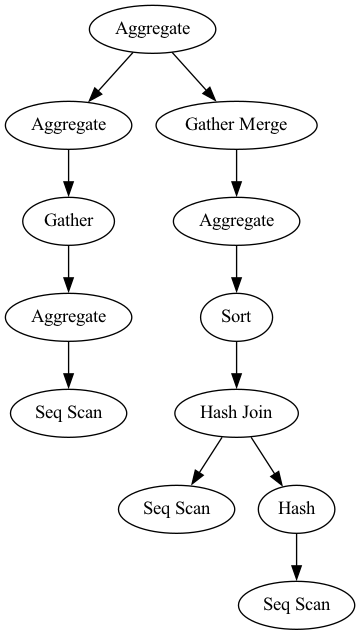 Aggregate
Aggregate
Gather Merge
Gather
Aggregate
Aggregate
Sort
Seq Scan
Hash Join
Seq Scan
Hash
Seq Scan